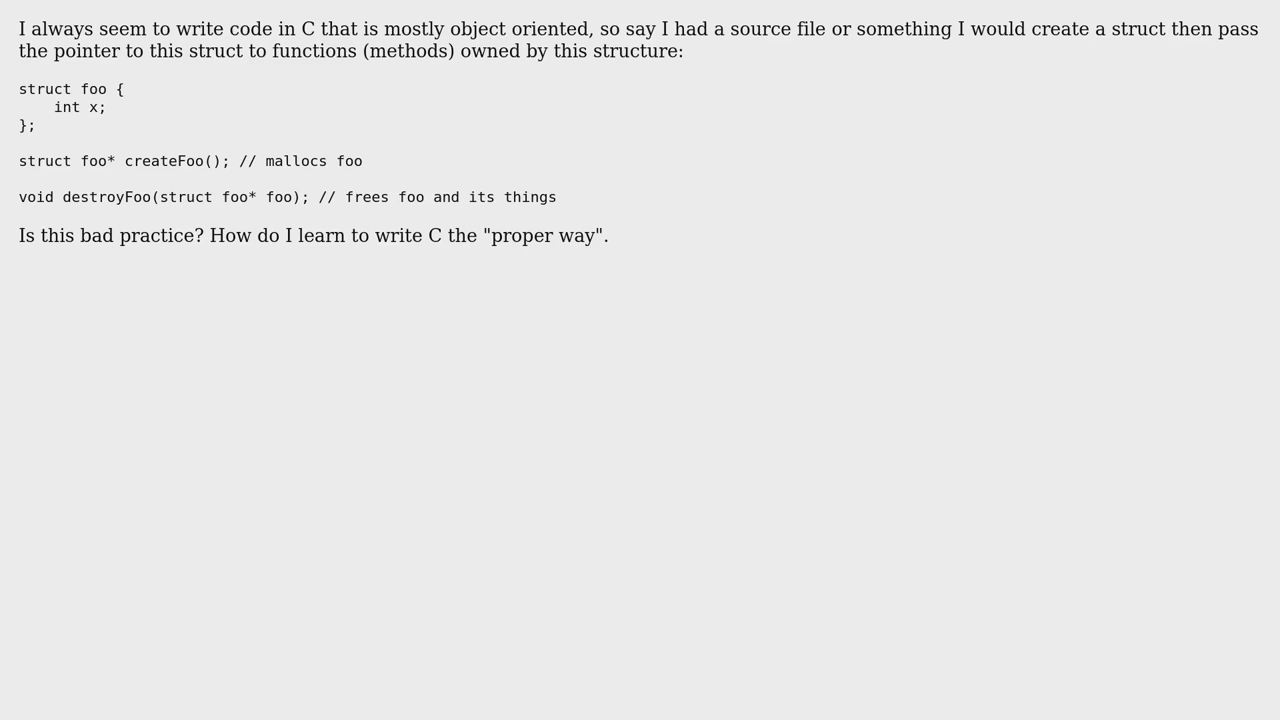 I always seem to write code in C that is mostly object oriented, so say I had a source file or something I would create a struct then pass
the pointer to this struct to functions (methods) owned by this structure:
struct foo {
    int x;
};
struct foo* createFoo(); // mallocs foo
void destroyFoo(struct foo* foo); // frees foo and its things
Is this bad practice? How do I learn to write C the "proper way".